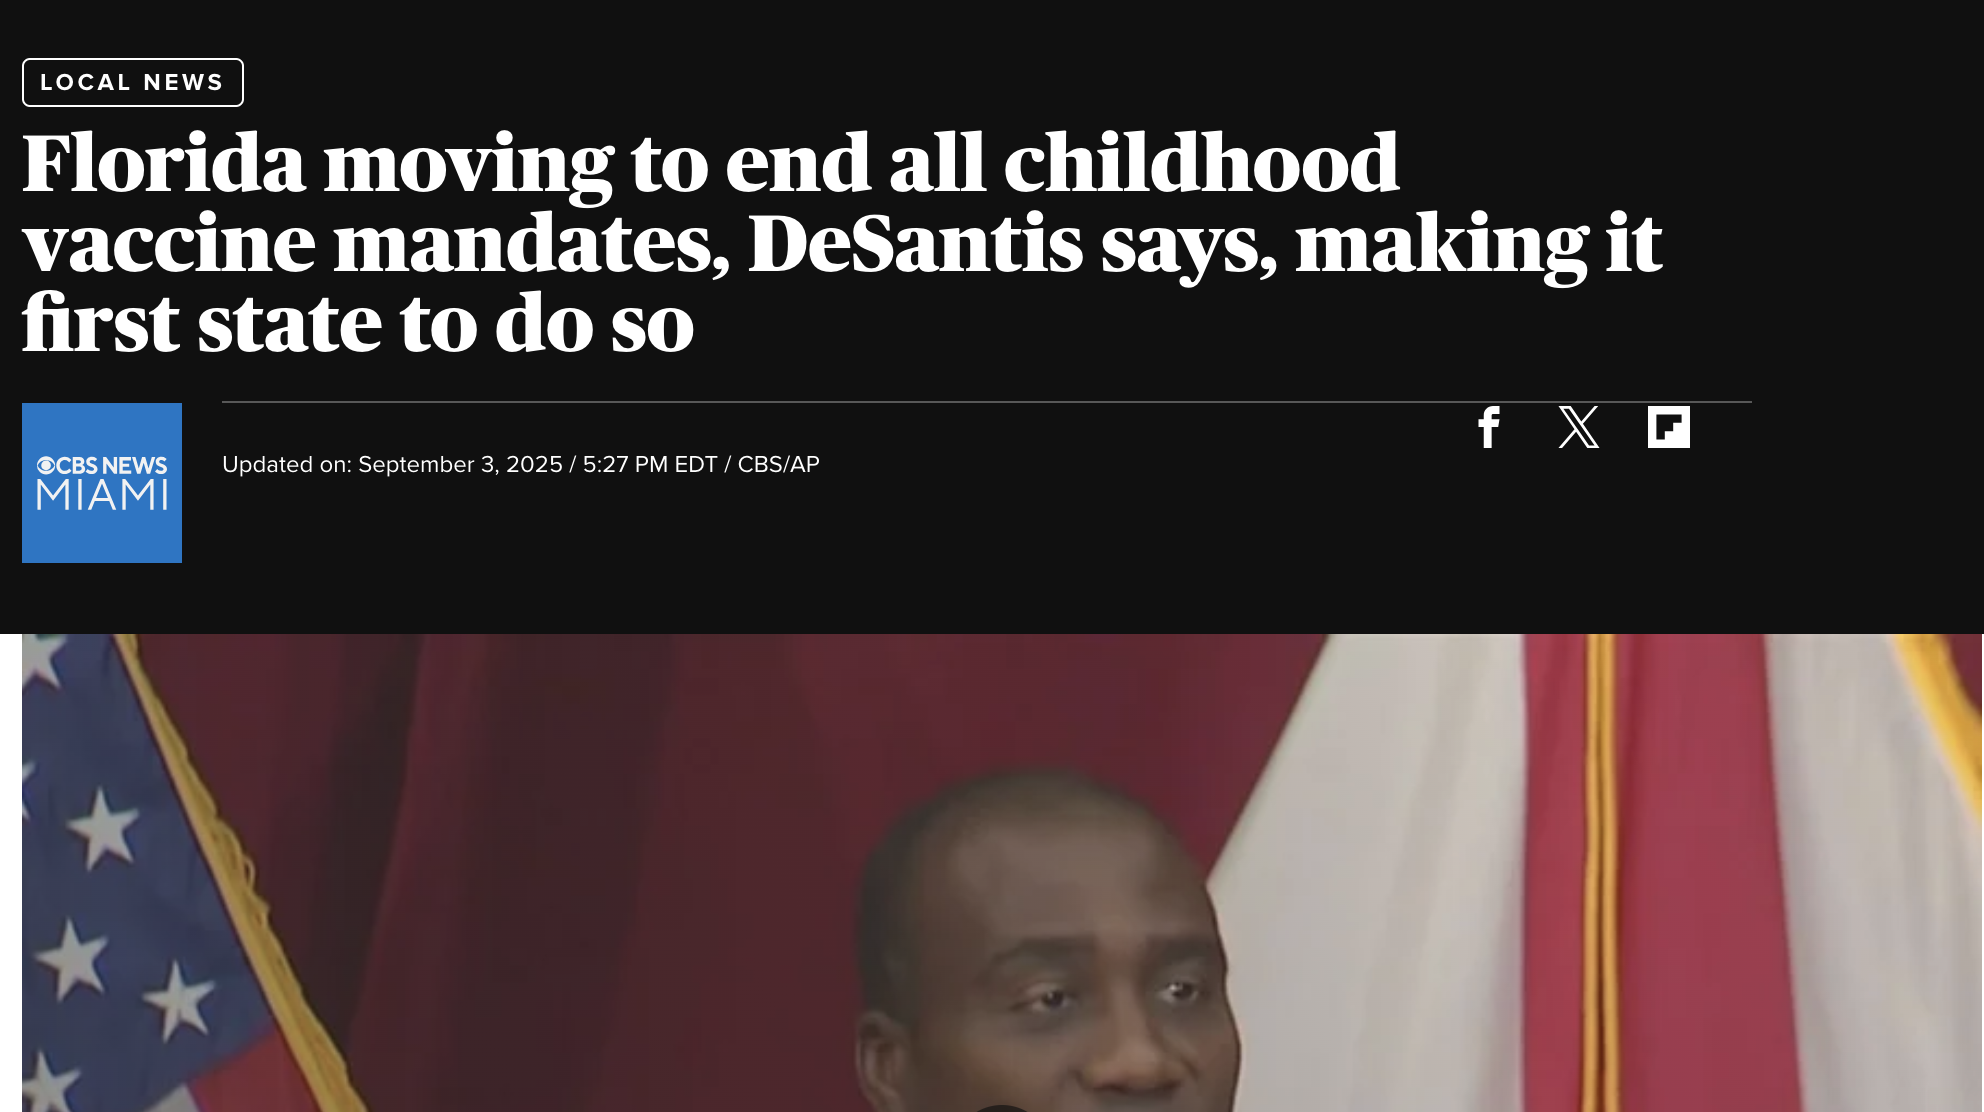 LOCAL NEWS
Florida moving to end all childhood
vaccine mandates, DeSantis says, making it
first state to do so
CBS NEWS
MIAMI
Updated on: September 3, 2025 / 5:27 PM EDT / CBS/AP